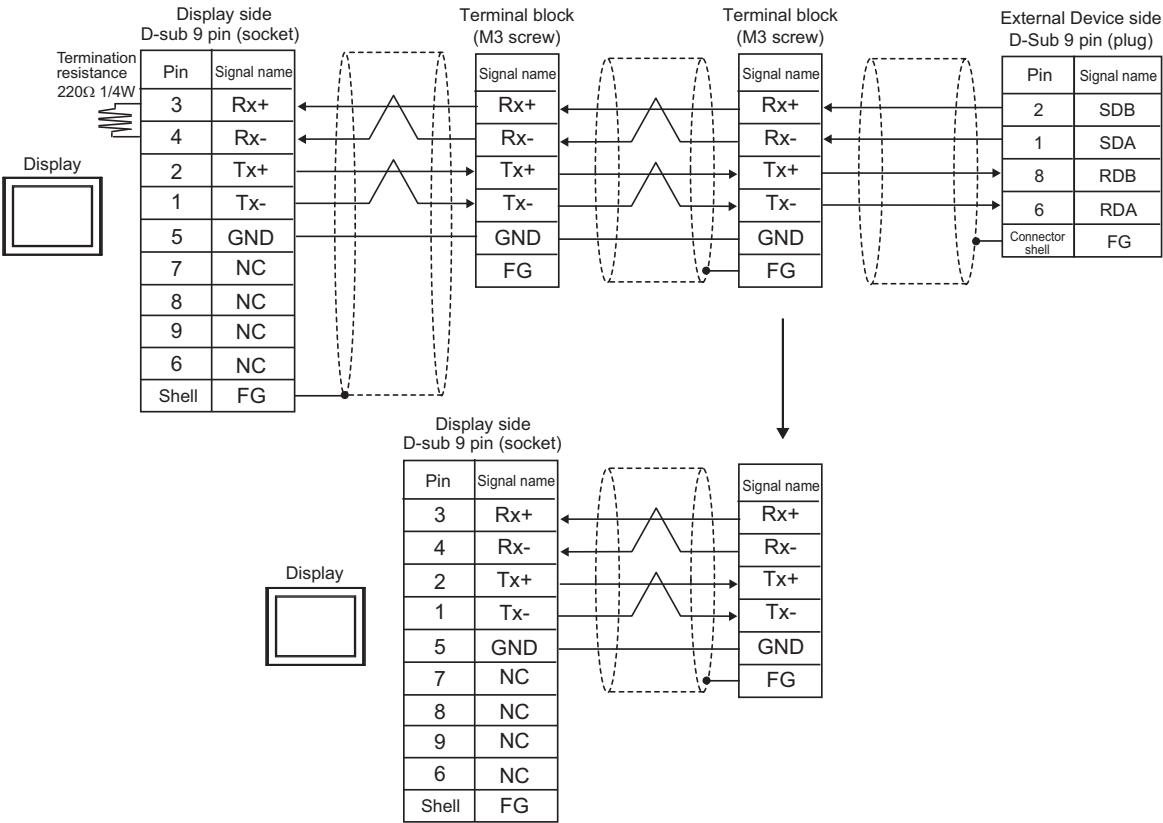 Display side
D-sub 9 pin (socket)
Terminal block
(M3 screw)
Terminal block
(M3 screw)
External Device side
D-Sub 9 pin (plug)
Termination
resistance
220Ω 1/4W
Display
Pin Signal name
3 Rx+
4 Rx-
2 Tx+
1 Tx-
5 GND
7 NC
8 NC
9 NC
6 NC
Shell FG
Signal name
Rx+
Rx-
Tx+
Tx-
GND
FG
Signal name
Rx+
Rx-
Tx+
Tx-
GND
FG
Pin Signal name
2 SDB
1 SDA
8 RDB
6 RDA
Connector
shell
FG
Display side
D-sub 9 pin (socket)
Display
Pin Signal name
3 Rx+
4 Rx-
2 Tx+
1 Tx-
5 GND
7 NC
8 NC
9 NC
6 NC
Shell FG
Signal name
Rx+
Rx-
Tx+
Tx-
GND
FG